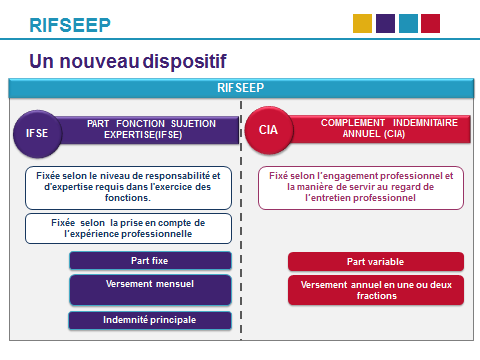 RIFSEEP
Un nouveau dispositif
RIFSEEP
IFSE
PART FONCTION SUJETION
EXPERTISE(IFSE)
Fixée selon le niveau de responsabilité et
d'expertise requis dans l'exercice des
fonctions.
Fixée selon la prise en compte de
l'expérience professionnelle
Part fixe
Versement mensuel
Indemnité principale
CIA
COMPLEMENT INDEMNITAIRE
ANNUEL (CIA)
Fixé selon l'engagement professionnel et
la manière de servir au regard de
l'entretien professionnel
Part variable
Versement annuel en une ou deux
fractions